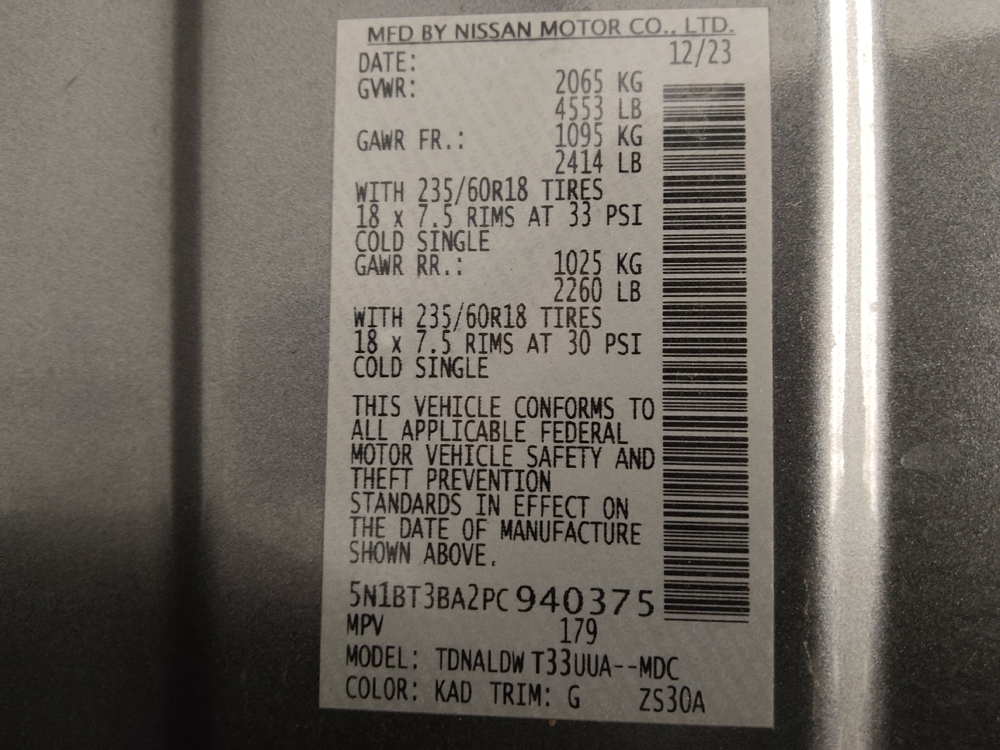 MFD BY NISSAN MOTOR CO., LTD.
DATE: 12/23
GVWR: 2065 KG
4553 LB
GAWR FR.: 1095 KG
2414 LB
WITH 235/60R18 TIRES
18 x 7.5 RIMS AT 33 PSI
COLD SINGLE
GAWR RR.: 1025 KG
2260 LB
WITH 235/60R18 TIRES
18 x 7.5 RIMS AT 30 PSI
COLD SINGLE
THIS VEHICLE CONFORMS TO
ALL APPLICABLE FEDERAL
MOTOR VEHICLE SAFETY AND
THEFT PREVENTION
STANDARDS IN EFFECT ON
THE DATE OF MANUFACTURE
SHOWN ABOVE.
5N1BT3BA2PC940375
MPV 179
MODEL: TDNALDW T33UUA--MDC
COLOR: KAD TRIM: G ZS30A